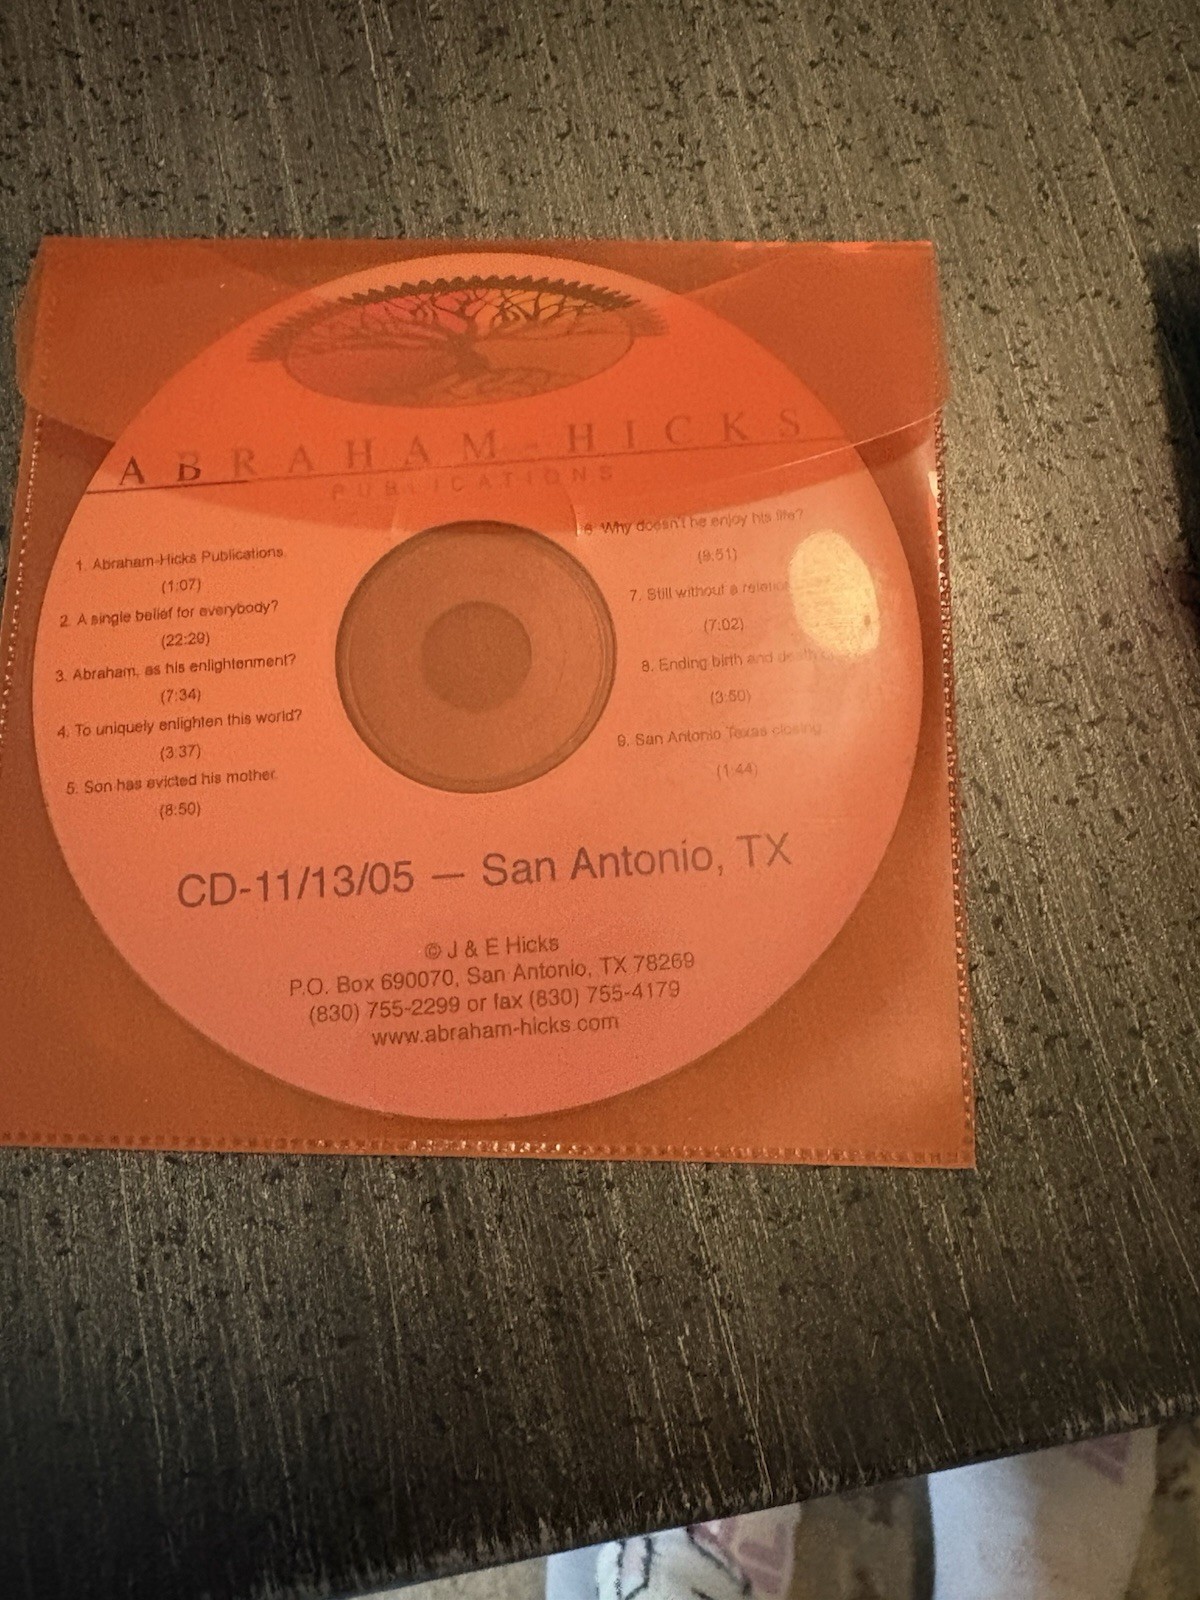 ABRAHAM-HICKS
PUBLICATIONS
1. Abraham-Hicks Publications.
(1:07)
2. A single belief for everybody?
(22:29)
3. Abraham, as his enlightenment?
(7:34)
4. To uniquely enlighten this world?
(3:37)
5. Son has evicted his mother.
(8:50)
6. Why doesn't he enjoy his life?
(9:51)
7. Still without a
(7:02)
8. Ending birth and death
(3:50)
9. San Antonio Texas closing.
(1:44)
CD-11/13/05 — San Antonio, TX
© J & E Hicks
P.O. Box 690070, San Antonio, TX 78269
(830) 755-2299 or fax (830) 755-4179
www.abraham-hicks.com